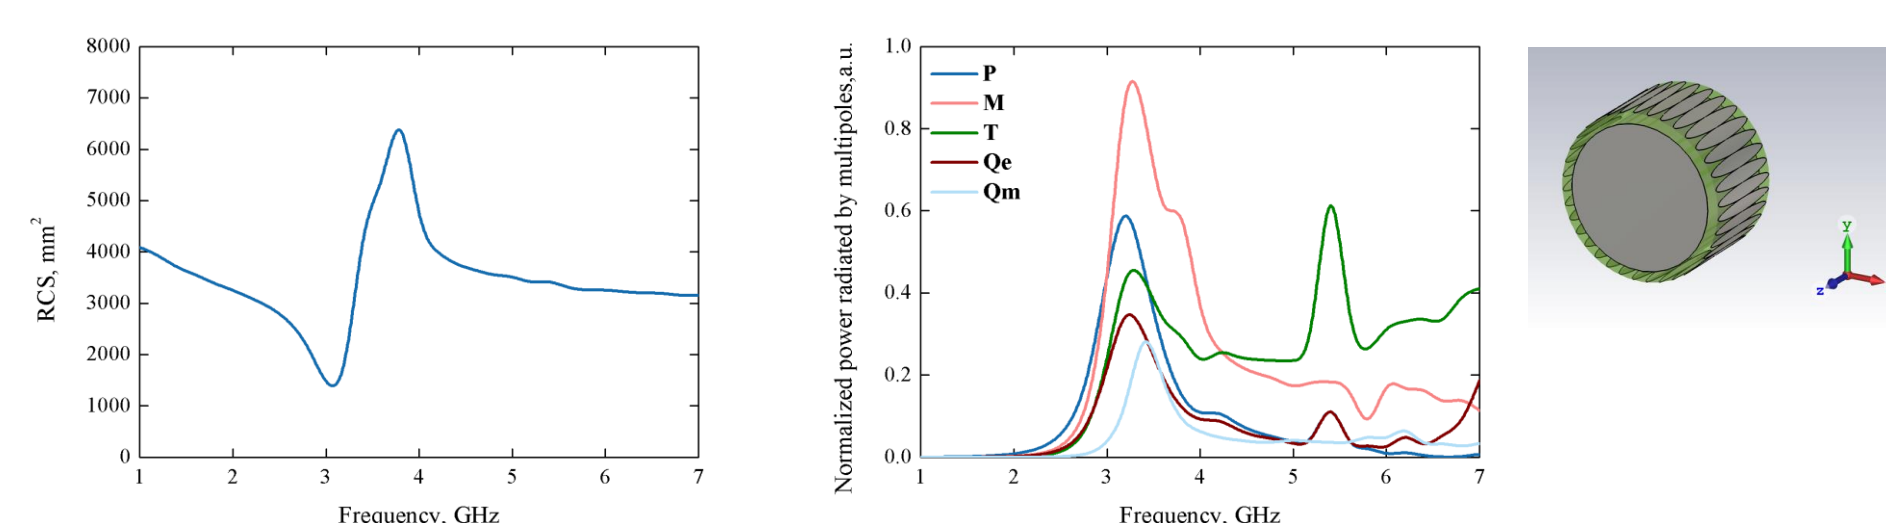 8000
7000
6000
5000
4000
3000
2000
1000
0
1 2 3 4 5 6 7
RCS, mm2
Frequency, GHz
Normalized power radiated by multipoles,a.u.
1.0
0.8
0.6
0.4
0.2
0.0
P
M
T
Qe
Qm
1 2 3 4 5 6 7
Frequency, GHz
y
z